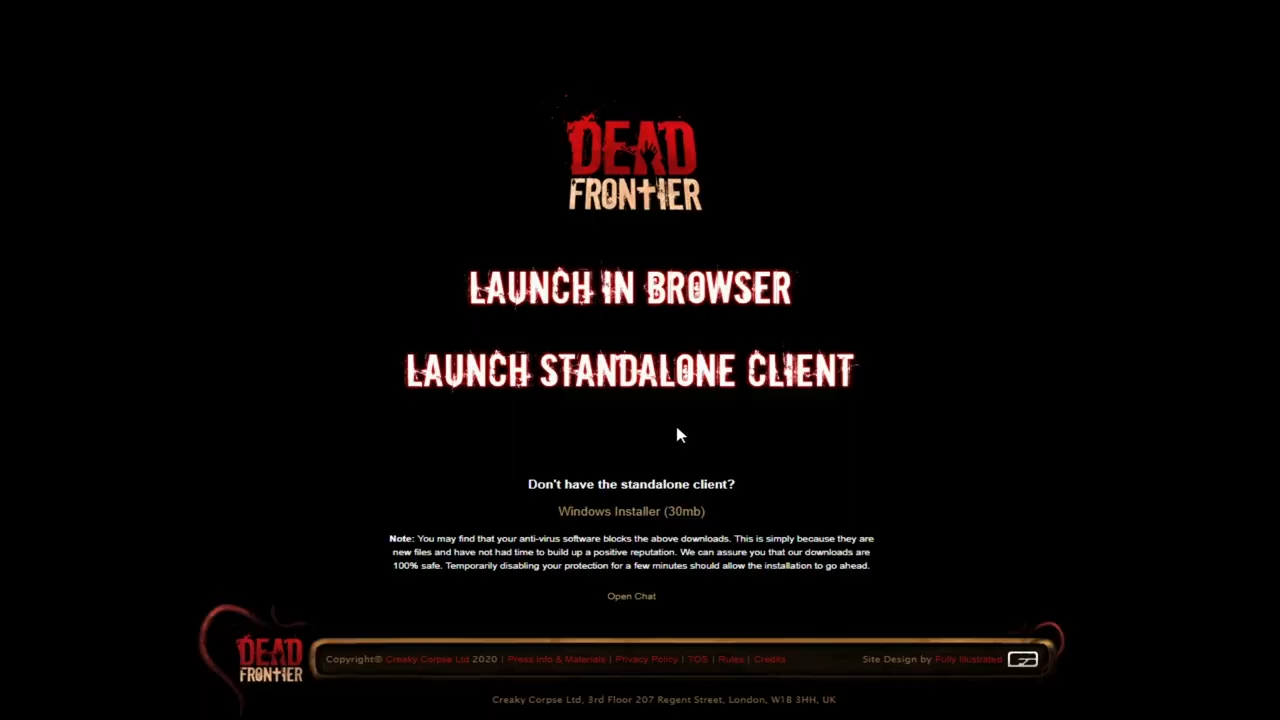 DEAD
FRONTIER
LAUNCH IN BROWSER
LAUNCH STANDALONE CLIENT
Don't have the standalone client?
Windows Installer (30mb)
Note: You may find that your anti-virus software blocks the above downloads. This is simply because they are
new files and have not had time to build up a positive reputation. We can assure you that our downloads are
100% safe. Temporarily disabling your protection for a few minutes should allow the installation to go ahead.
Open Chat
DEAD
FRONTIER
Copyright© Creaky Corpse Ltd 2020 | Press Info & Materials | Privacy Policy | TOS | Rules | Credits
Site Design by Fully Illustrated
Creaky Corpse Ltd, 3rd Floor 207 Regent Street, London, W1B 3HH, UK